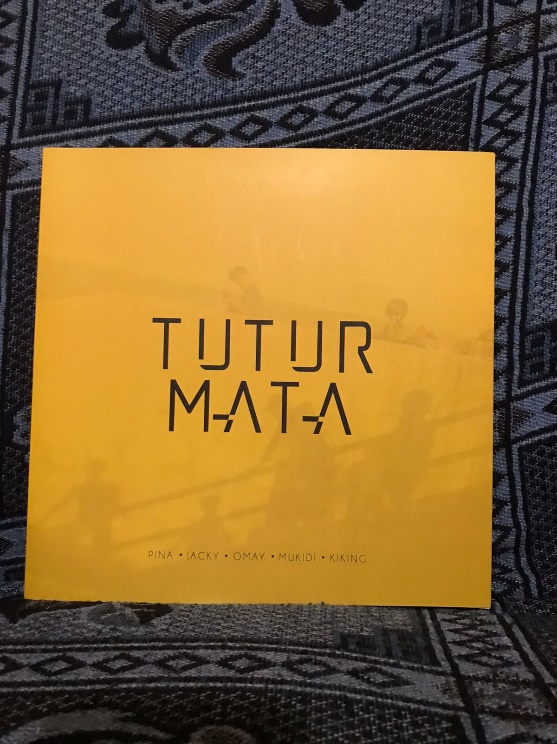 TUTUR
MATA
PINA • JACKY • OMAY • MUKIDI • KIKING